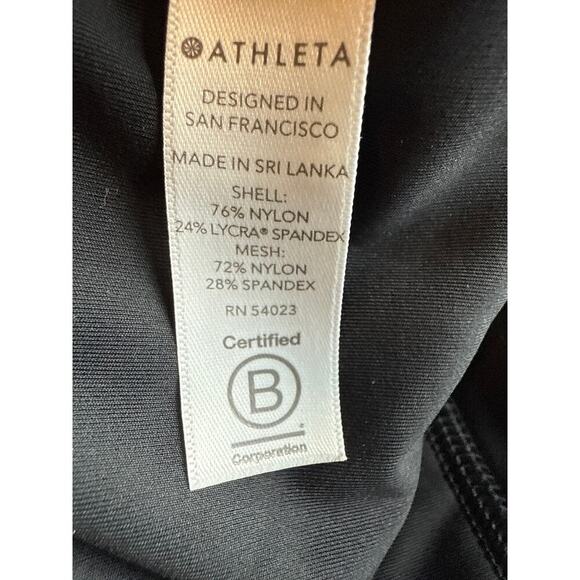 ATHLETA
DESIGNED IN
SAN FRANCISCO
MADE IN SRI LANKA
SHELL:
76% NYLON
24% LYCRA® SPANDEX
MESH:
72% NYLON
28% SPANDEX
RN 54023
Certified
B
Corporation